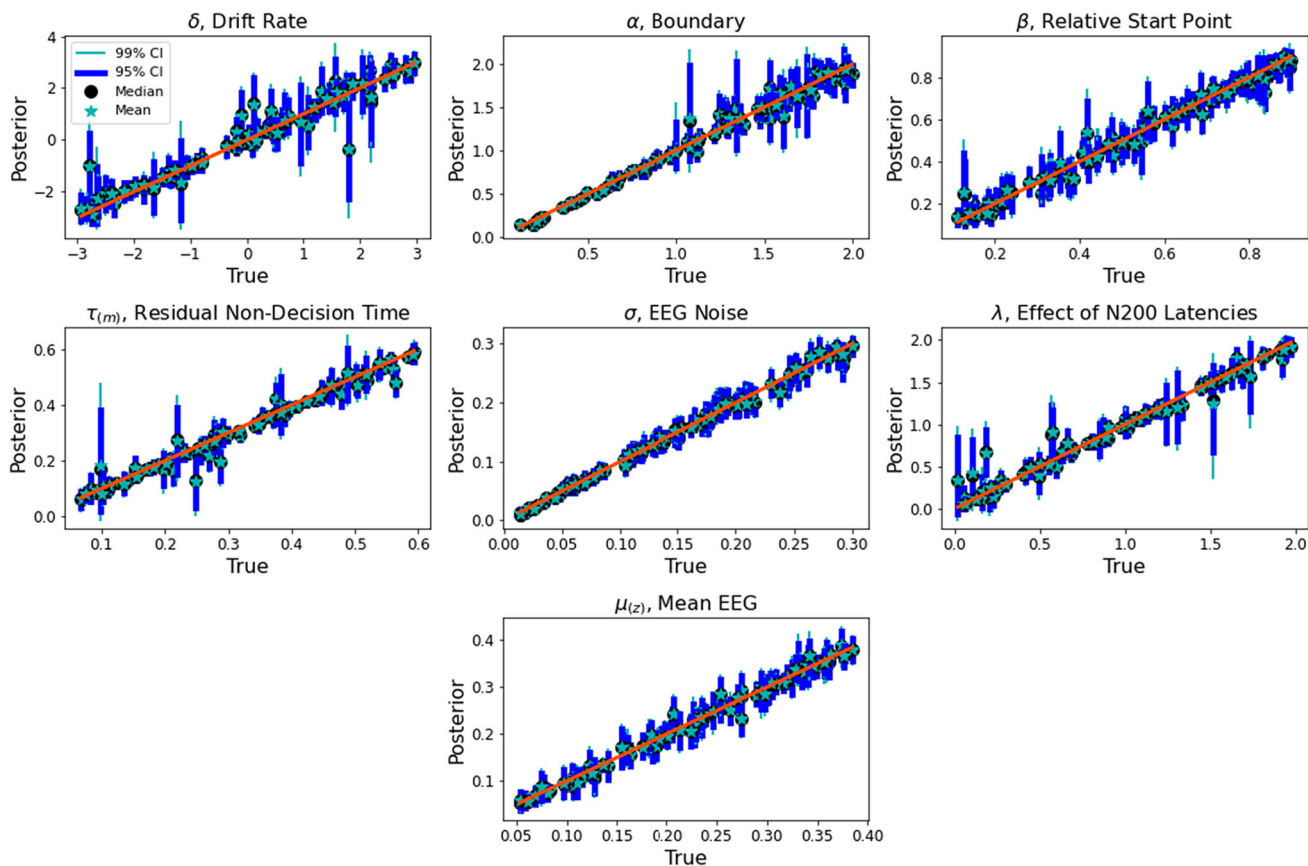 δ, Drift Rate
4
2
0
−2
Posterior
99% CI
95% CI
Median
Mean
−3 −2 −1 0 1 2 3
True
α, Boundary
2.0
1.5
1.0
0.5
0.0
Posterior
0.5 1.0 1.5 2.0
True
β, Relative Start Point
0.8
0.6
0.4
0.2
Posterior
0.2 0.4 0.6 0.8
True
τ(m), Residual Non-Decision Time
0.6
0.4
0.2
0.0
Posterior
0.1 0.2 0.3 0.4 0.5 0.6
True
σ, EEG Noise
0.3
0.2
0.1
0.0
Posterior
0.00 0.05 0.10 0.15 0.20 0.25 0.30
True
λ, Effect of N200 Latencies
2.0
1.5
1.0
0.5
0.0
Posterior
0.0 0.5 1.0 1.5 2.0
True
μ(z), Mean EEG
0.4
0.3
0.2
0.1
Posterior
0.05 0.10 0.15 0.20 0.25 0.30 0.35 0.40
True